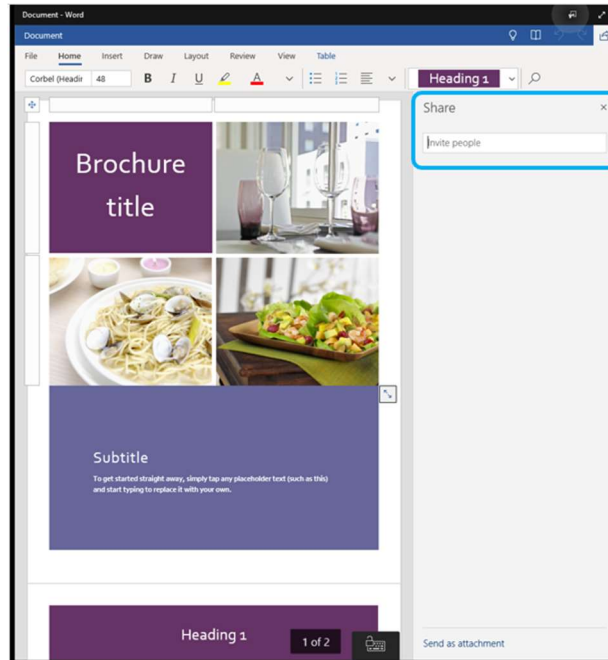 Document - Word
Document
File Home Insert Draw Layout Review View Table
Corbel (Headir 48 B I U A Heading 1
Share
Invite people
Brochure
title
Subtitle
To get started straight away, simply tap any placeholder text (such as this)
and start typing to replace it with your own.
Heading 1
1 of 2
Send as attachment